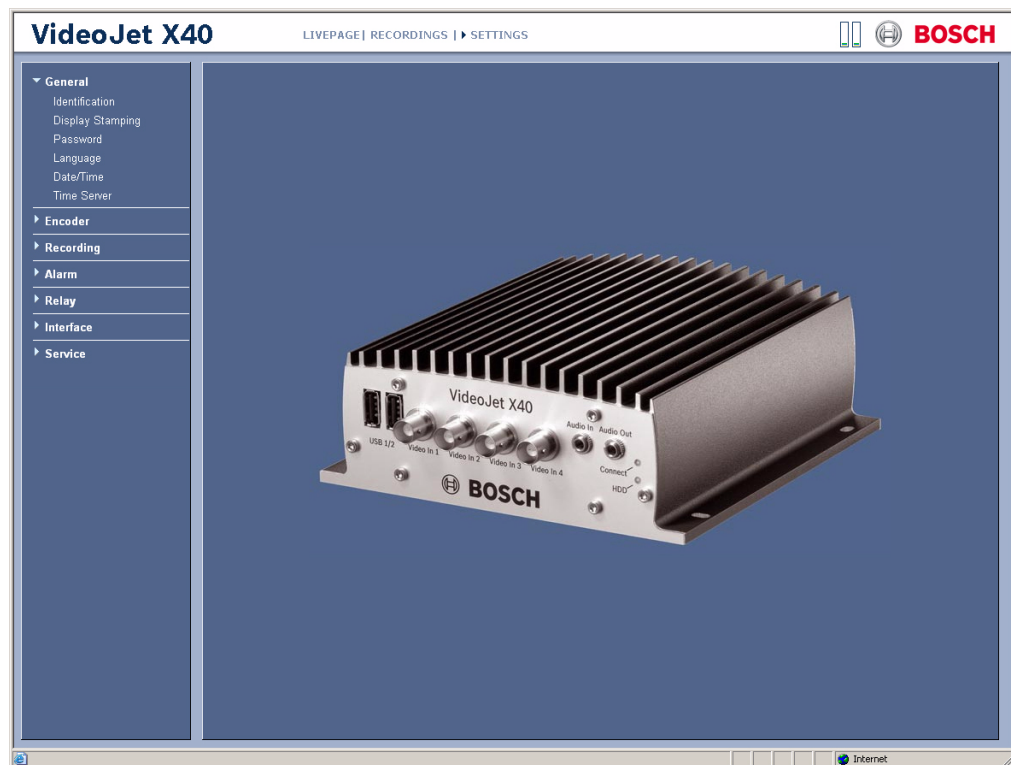 VideoJet X40
LIVEPAGE| RECORDINGS | SETTINGS
BOSCH
General
Identification
Display Stamping
Password
Language
Date/Time
Time Server
Encoder
Recording
Alarm
Relay
Interface
Service
VideoJet X40
USB 1/2
Video In 1
Video In 2
Video In 3
Video In 4
Audio In
Audio Out
Connect
HDD
BOSCH
Internet